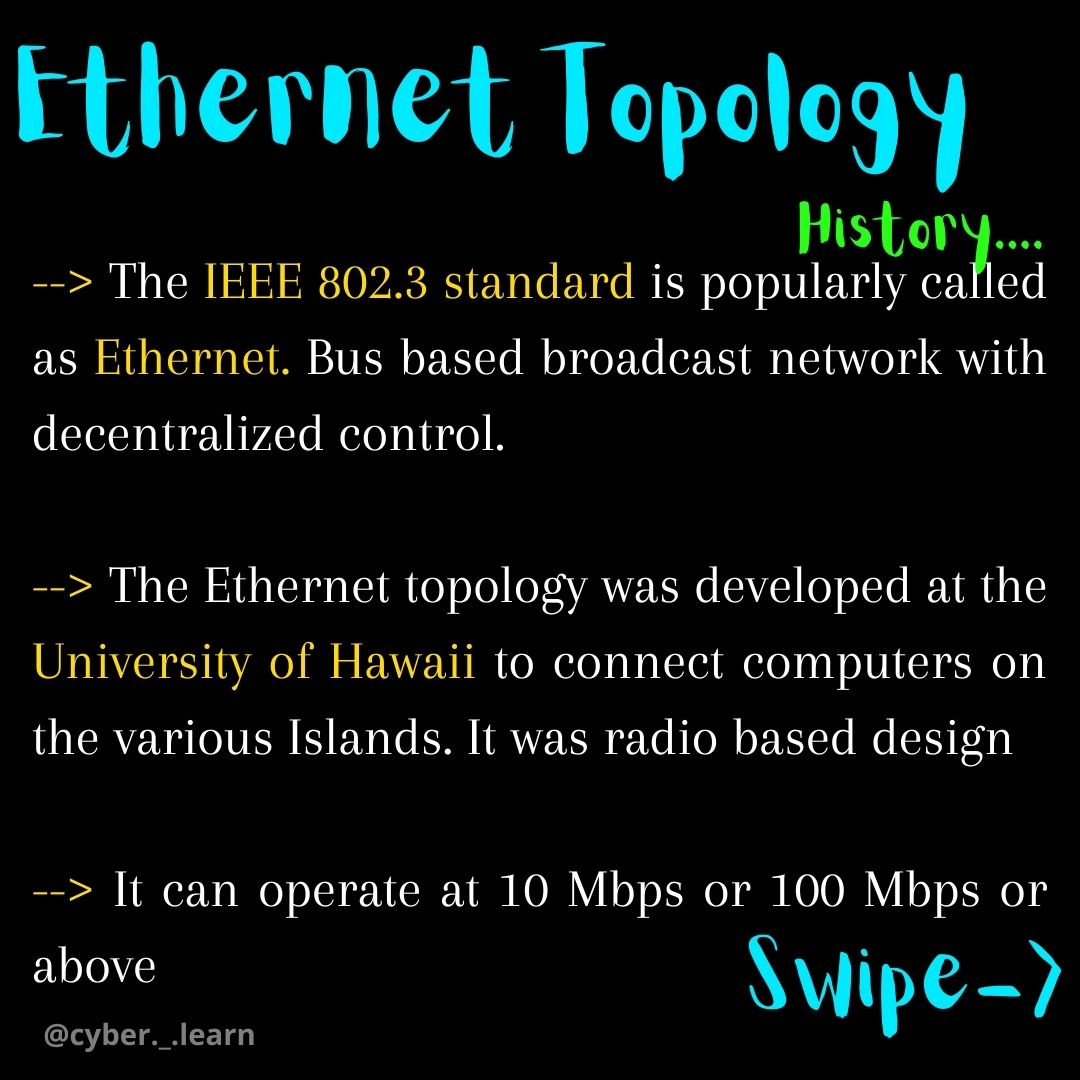 Ethernet Topology
History....
--> The IEEE 802.3 standard is popularly called
as Ethernet. Bus based broadcast network with
decentralized control.
--> The Ethernet topology was developed at the
University of Hawaii to connect computers on
the various Islands. It was radio based design
--> It can operate at 10 Mbps or 100 Mbps or
above
Swipe->
@cyber._.learn